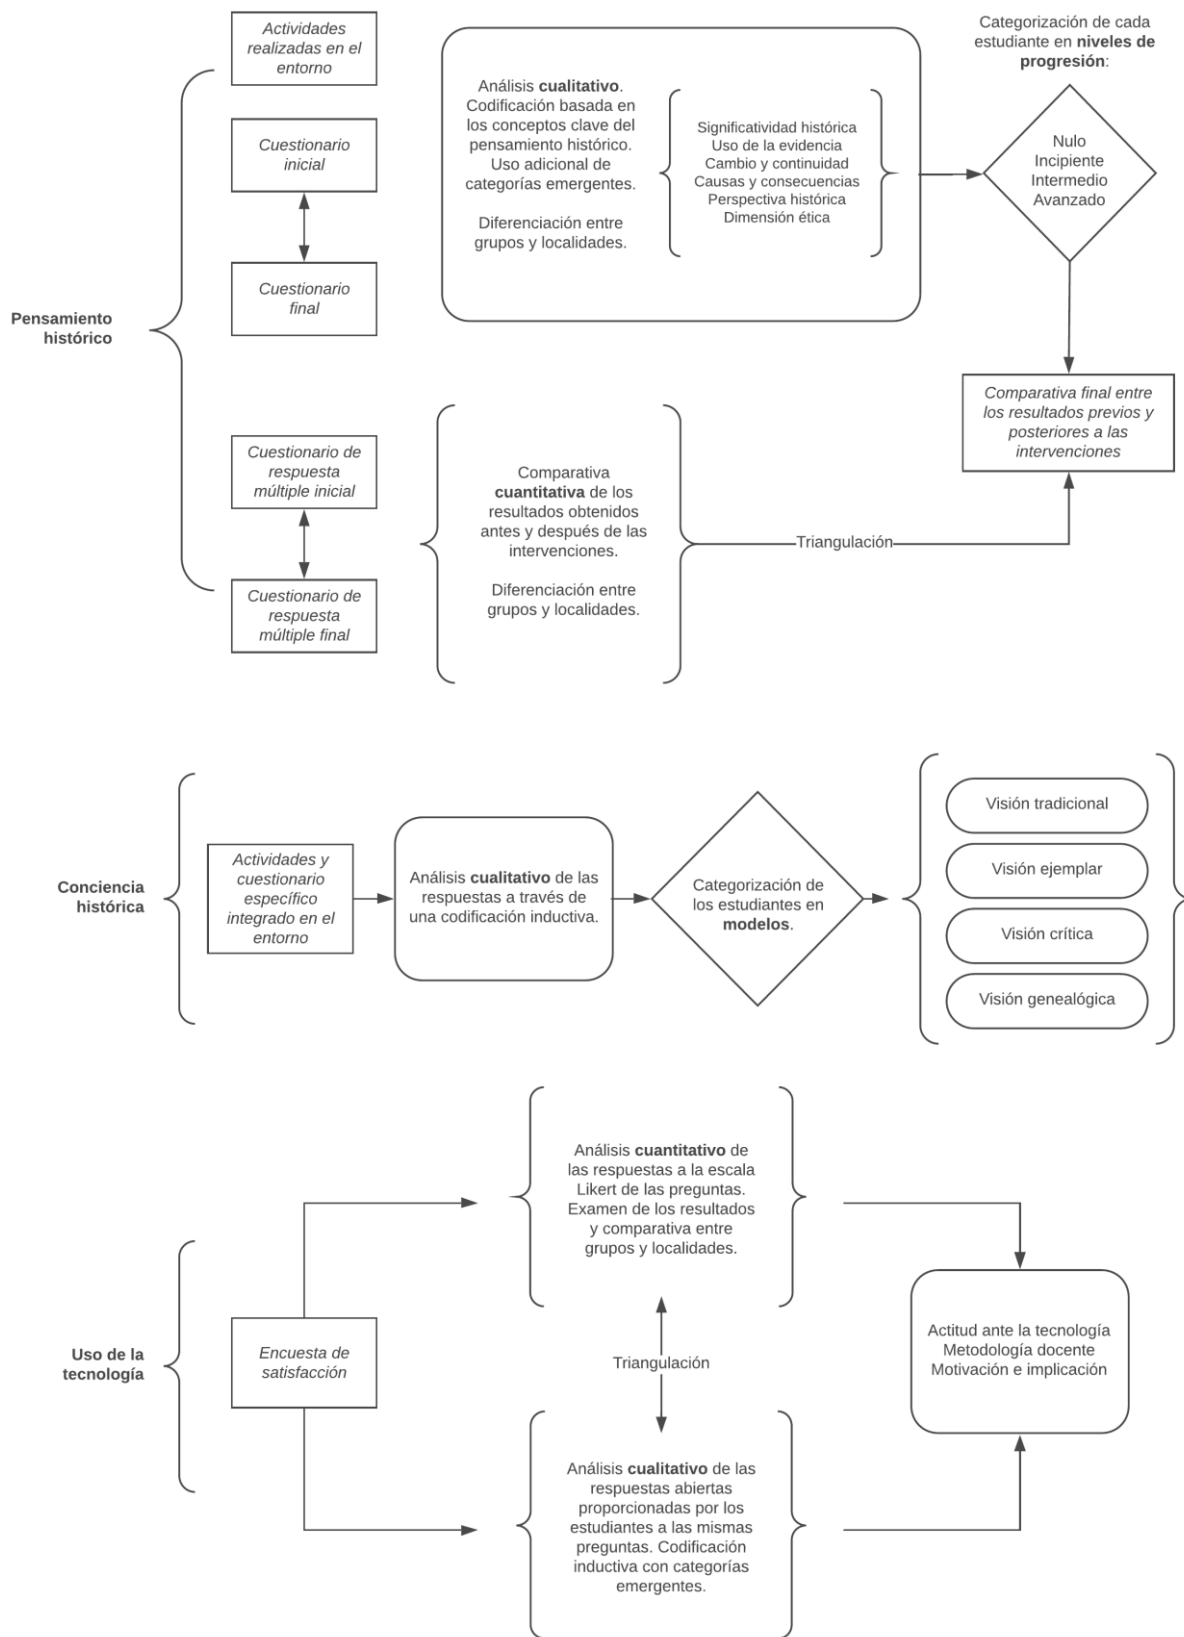 Actividades
realizadas en el
entorno
Cuestionario
inicial
Cuestionario
final
Pensamiento
histórico
Cuestionario de
respuesta
múltiple inicial
Cuestionario de
respuesta
múltiple final
Análisis cualitativo.
Codificación basada en
los conceptos clave del
pensamiento histórico.
Uso adicional de
categorías emergentes.
Diferenciación entre
grupos y localidades.
Significatividad histórica
Uso de la evidencia
Cambio y continuidad
Causas y consecuencias
Perspectiva histórica
Dimensión ética
Categorización de cada
estudiante en niveles de
progresión:
Nulo
Incipiente
Intermedio
Avanzado
Comparativa final entre
los resultados previos y
posteriores a las
intervenciones
Comparativa
cuantitativa de los
resultados obtenidos
antes y después de las
intervenciones.
Diferenciación entre
grupos y localidades.
Triangulación
Conciencia
histórica
Actividades y
cuestionario
específico
integrado en el
entorno
Análisis cualitativo de las
respuestas a través de
una codificación inductiva.
Categorización de
los estudiantes en
modelos.
Visión tradicional
Visión ejemplar
Visión crítica
Visión genealógica
Uso de la
tecnología
Encuesta de
satisfacción
Análisis cuantitativo de
las respuestas a la escala
Likert de las preguntas.
Examen de los resultados
y comparativa entre
grupos y localidades.
Triangulación
Análisis cualitativo de las
respuestas abiertas
proporcionadas por los
estudiantes a las mismas
preguntas. Codificación
inductiva con categorías
emergentes.
Actitud ante la tecnología
Metodología docente
Motivación e implicación